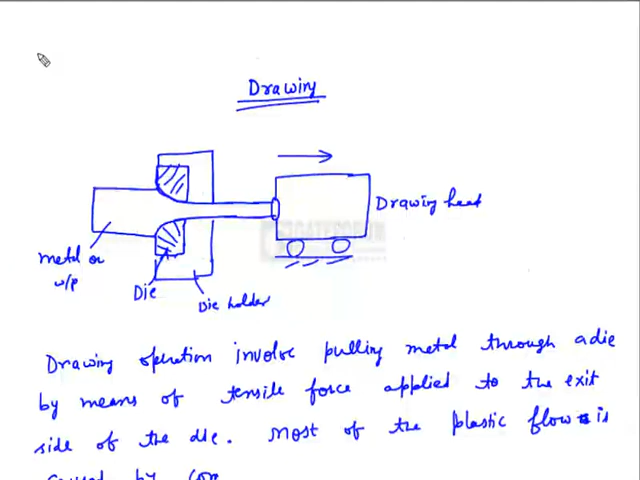 Drawing
Drawing head
metal or
w/p
Die
Die holder
Drawing operation involve pulling metal through a die
by means of tensile force applied to the exit
side of the die. Most of the plastic flow is
caused by com